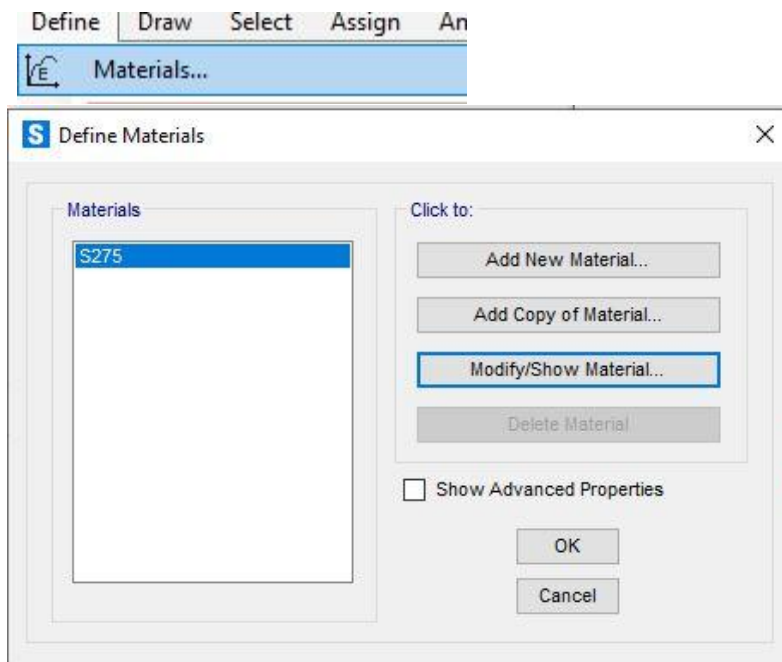 Define Draw Select Assign An
E Materials...
S Define Materials
Materials
S275
Click to:
Add New Material...
Add Copy of Material...
Modify/Show Material...
Delete Material
Show Advanced Properties
OK
Cancel